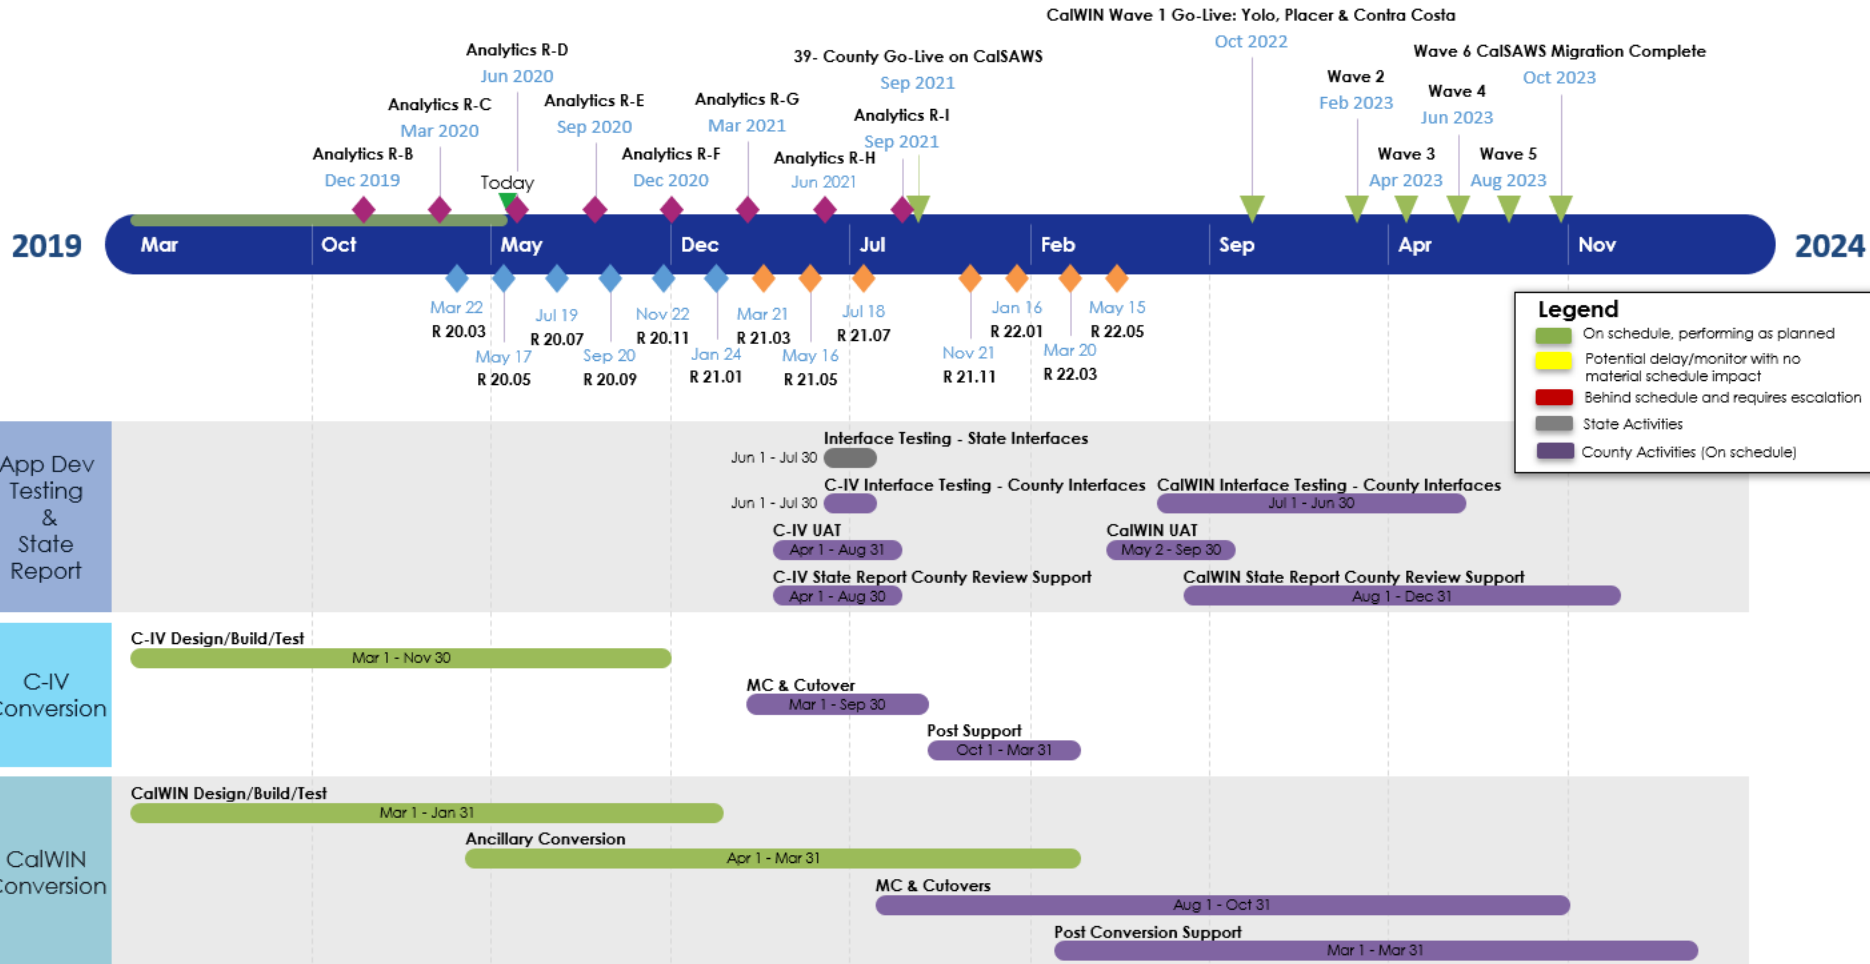 CalWIN Wave 1 Go-Live: Yolo, Placer & Contra Costa
Oct 2022
Analytics R-D
Jun 2020
39- County Go-Live on CalSAWS
Sep 2021
Wave 6 CalSAWS Migration Complete
Oct 2023
Wave 2
Feb 2023
Wave 4
Jun 2023
Analytics R-C
Mar 2020
Analytics R-E
Sep 2020
Analytics R-G
Mar 2021
Analytics R-I
Sep 2021
Analytics R-B
Dec 2019
Analytics R-F
Dec 2020
Analytics R-H
Jun 2021
Wave 3
Apr 2023
Wave 5
Aug 2023
Today
2019
Mar
Oct
May
Dec
Jul
Feb
Sep
Apr
Nov
2024
Mar 22
R 20.03
May 17
R 20.05
Jul 19
R 20.07
Sep 20
R 20.09
Nov 22
R 20.11
Jan 24
R 21.01
Mar 21
R 21.03
May 16
R 21.05
Jul 18
R 21.07
Nov 21
R 21.11
Jan 16
R 22.01
Mar 20
R 22.03
May 15
R 22.05
Legend
On schedule, performing as planned
Potential delay/monitor with no
material schedule impact
Behind schedule and requires escalation
State Activities
County Activities (On schedule)
App Dev
Testing
&
State
Report
Interface Testing - State Interfaces
Jun 1 - Jul 30
C-IV Interface Testing - County Interfaces
Jun 1 - Jul 30
CalWIN Interface Testing - County Interfaces
Jul 1 - Jun 30
C-IV UAT
Apr 1 - Aug 31
CalWIN UAT
May 2 - Sep 30
C-IV State Report County Review Support
Apr 1 - Aug 30
CalWIN State Report County Review Support
Aug 1 - Dec 31
C-IV
Conversion
C-IV Design/Build/Test
Mar 1 - Nov 30
MC & Cutover
Mar 1 - Sep 30
Post Support
Oct 1 - Mar 31
CalWIN
Conversion
CalWIN Design/Build/Test
Mar 1 - Jan 31
Ancillary Conversion
Apr 1 - Mar 31
MC & Cutovers
Aug 1 - Oct 31
Post Conversion Support
Mar 1 - Mar 31